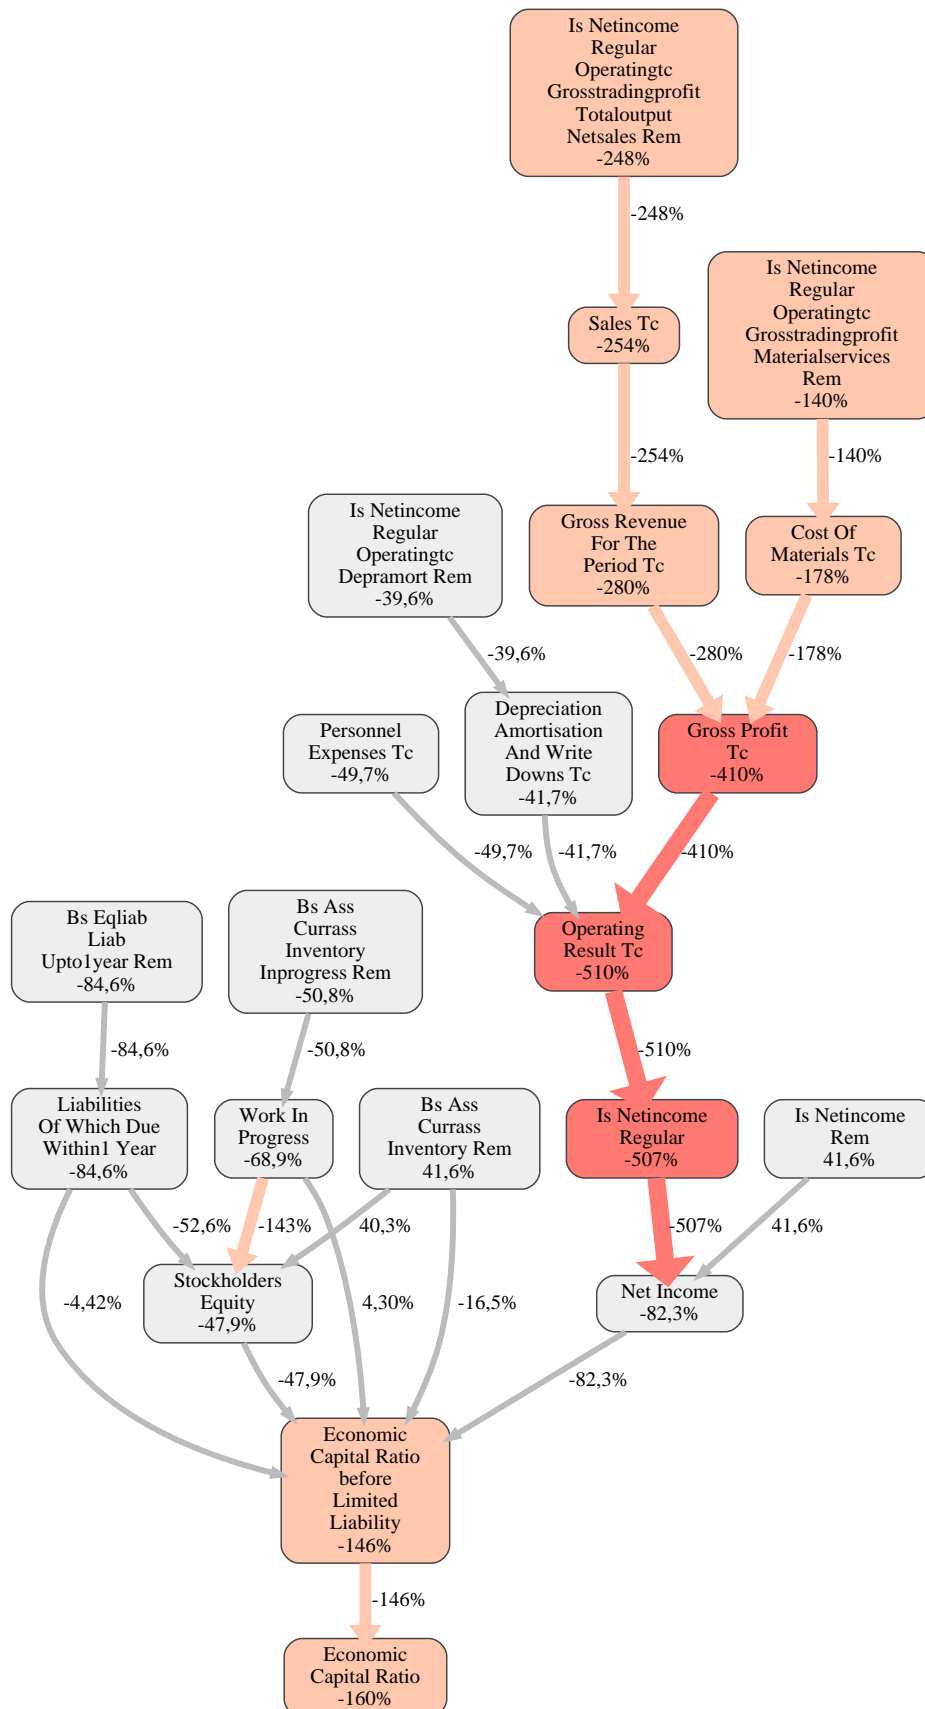 Is Netincome
Regular
Operatingtc
Grosstradingprofit
Totaloutput
Netsales Rem
-248%
-248%
Is Netincome
Regular
Operatingtc
Grosstradingprofit
Materialservices
Rem
-140%
Sales Tc
-254%
-254%
-140%
Is Netincome
Regular
Operatingtc
Depramort Rem
-39,6%
Gross Revenue
For The
Period Tc
-280%
Cost Of
Materials Tc
-178%
-39,6%
-280%
-178%
Personnel
Expenses Tc
-49,7%
Depreciation
Amortisation
And Write
Downs Tc
-41,7%
Gross Profit
Tc
-410%
-49,7%
-41,7%
-410%
Bs Eqliab
Liab
Upto1year Rem
-84,6%
Bs Ass
Currass
Inventory
Inprogress Rem
-50,8%
Operating
Result Tc
-510%
-84,6%
-50,8%
-510%
Liabilities
Of Which Due
Within1 Year
-84,6%
Work In
Progress
-68,9%
Bs Ass
Currass
Inventory Rem
41,6%
Is Netincome
Regular
-507%
Is Netincome
Rem
41,6%
-52,6%
-143%
40,3%
-507%
41,6%
-4,42%
Stockholders
Equity
-47,9%
4,30%
-16,5%
Net Income
-82,3%
-47,9%
-82,3%
Economic
Capital Ratio
before
Limited
Liability
-146%
-146%
Economic
Capital Ratio
-160%